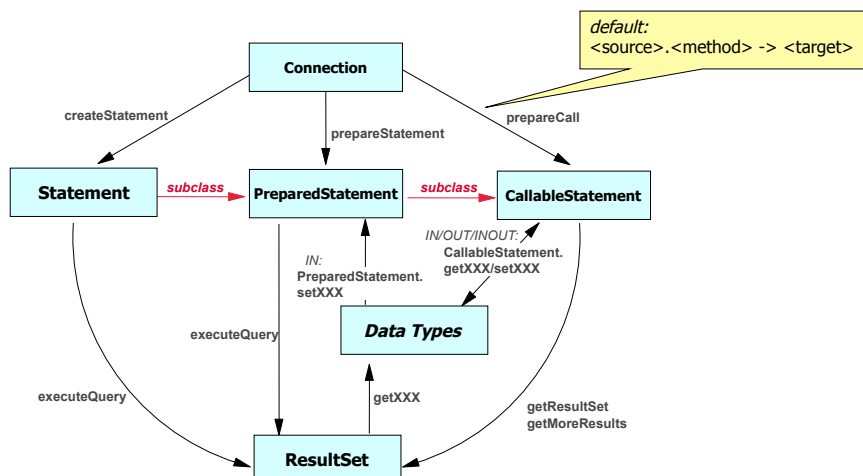 default:
<source>.<method> -> <target>
Connection
createStatement
prepareStatement
prepareCall
Statement
subclass
PreparedStatement
subclass
CallableStatement
IN:
PreparedStatement.
setXXX
IN/OUT/INOUT:
CallableStatement.
getXXX/setXXX
executeQuery
Data Types
executeQuery
getXXX
getResultSet
getMoreResults
ResultSet